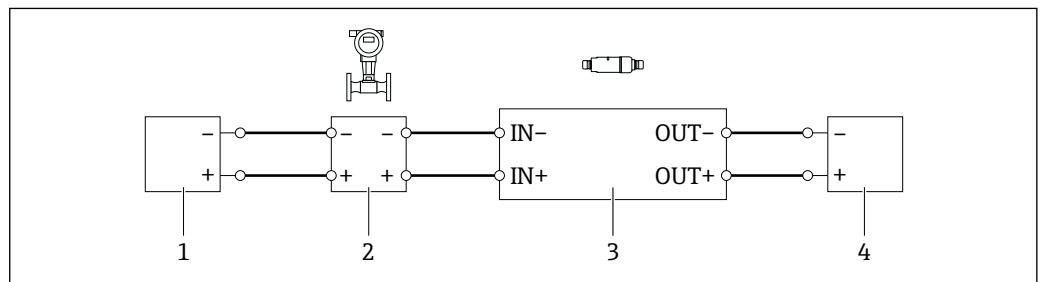 − − − IN− OUT− −
+ + + IN+ OUT+ +
1 2 3 4